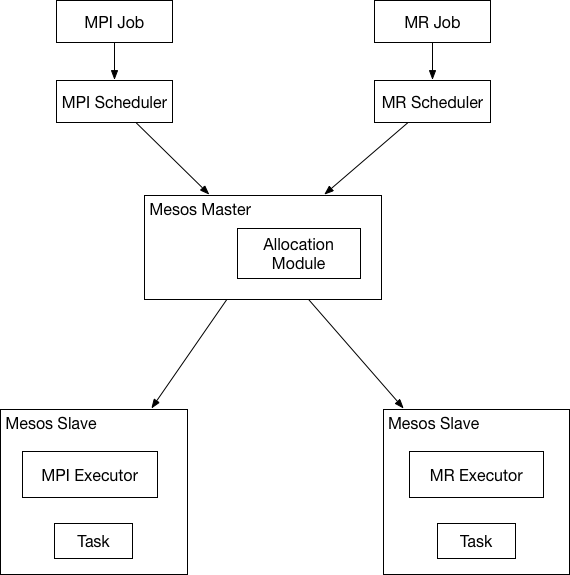 MPI Job
MR Job
MPI Scheduler
MR Scheduler
Mesos Master
Allocation
Module
Mesos Slave
MPI Executor
Task
Mesos Slave
MR Executor
Task